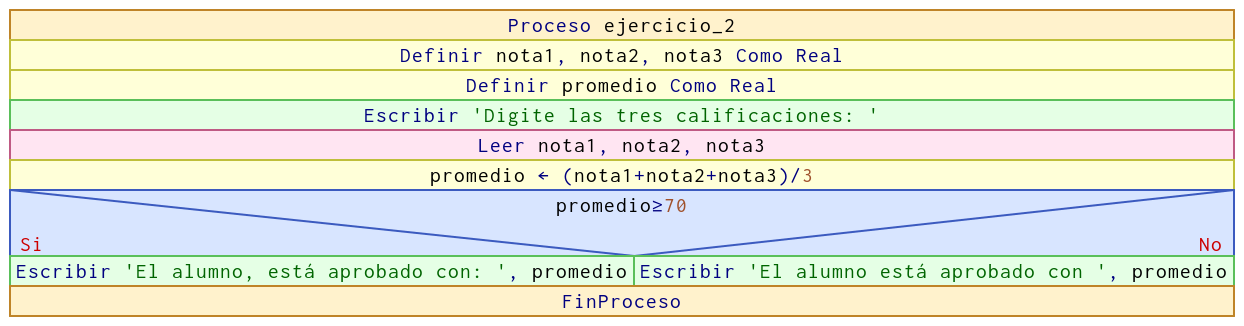 Proceso ejercicio_2
Definir nota1, nota2, nota3 Como Real
Definir promedio Como Real
Escribir 'Digite las tres calificaciones: '
Leer nota1, nota2, nota3
promedio ← (nota1+nota2+nota3)/3
promedio≥70
Si No
Escribir 'El alumno, está aprobado con: ', promedio Escribir 'El alumno está aprobado con ', promedio
FinProceso